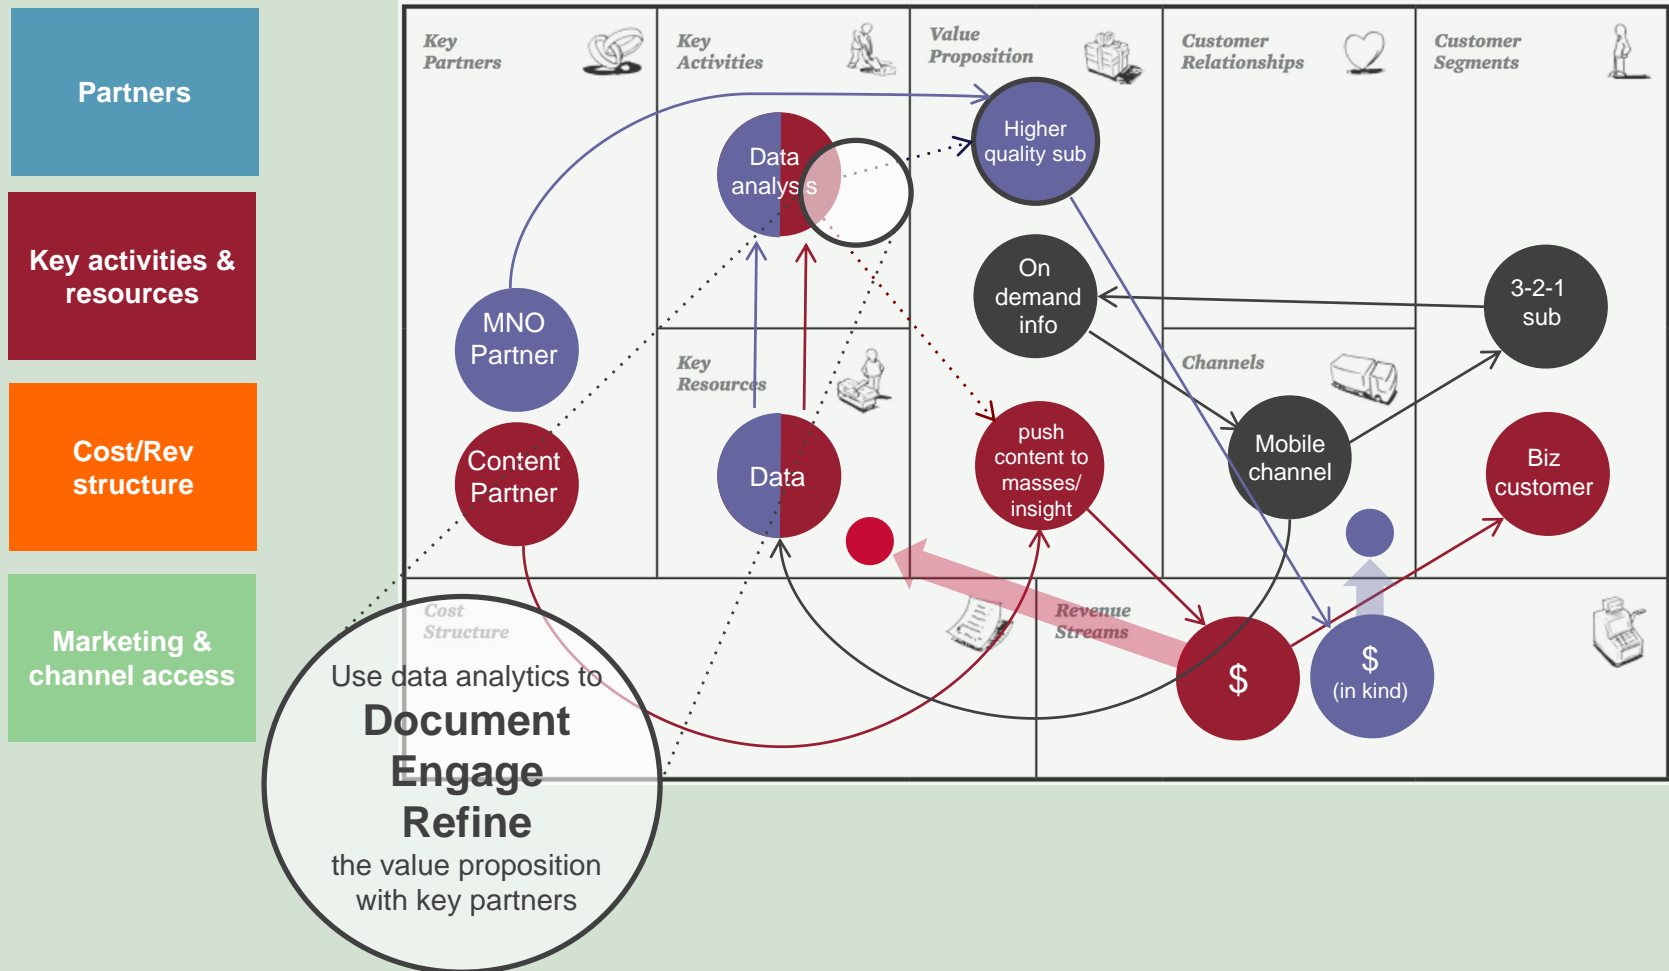 Partners
Key activities &
resources
Cost/Rev
structure
Marketing &
channel access
Key
Partners
Key
Activities
Value
Proposition
Customer
Relationships
Customer
Segments
Data
analysis
Higher
quality sub
MNO
Partner
On
demand
info
3-2-1
sub
Key
Resources
Channels
Content
Partner
Data
push
content to
masses/
insight
Mobile
channel
Biz
customer
Cost
Structure
Revenue
Streams
$
$
(in kind)
Use data analytics to
Document
Engage
Refine
the value proposition
with key partners